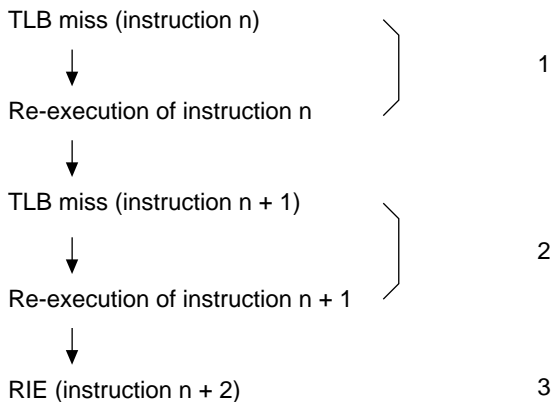 TLB miss (instruction n)
1
Re-execution of instruction n
TLB miss (instruction n + 1)
2
Re-execution of instruction n + 1
RIE (instruction n + 2)
3